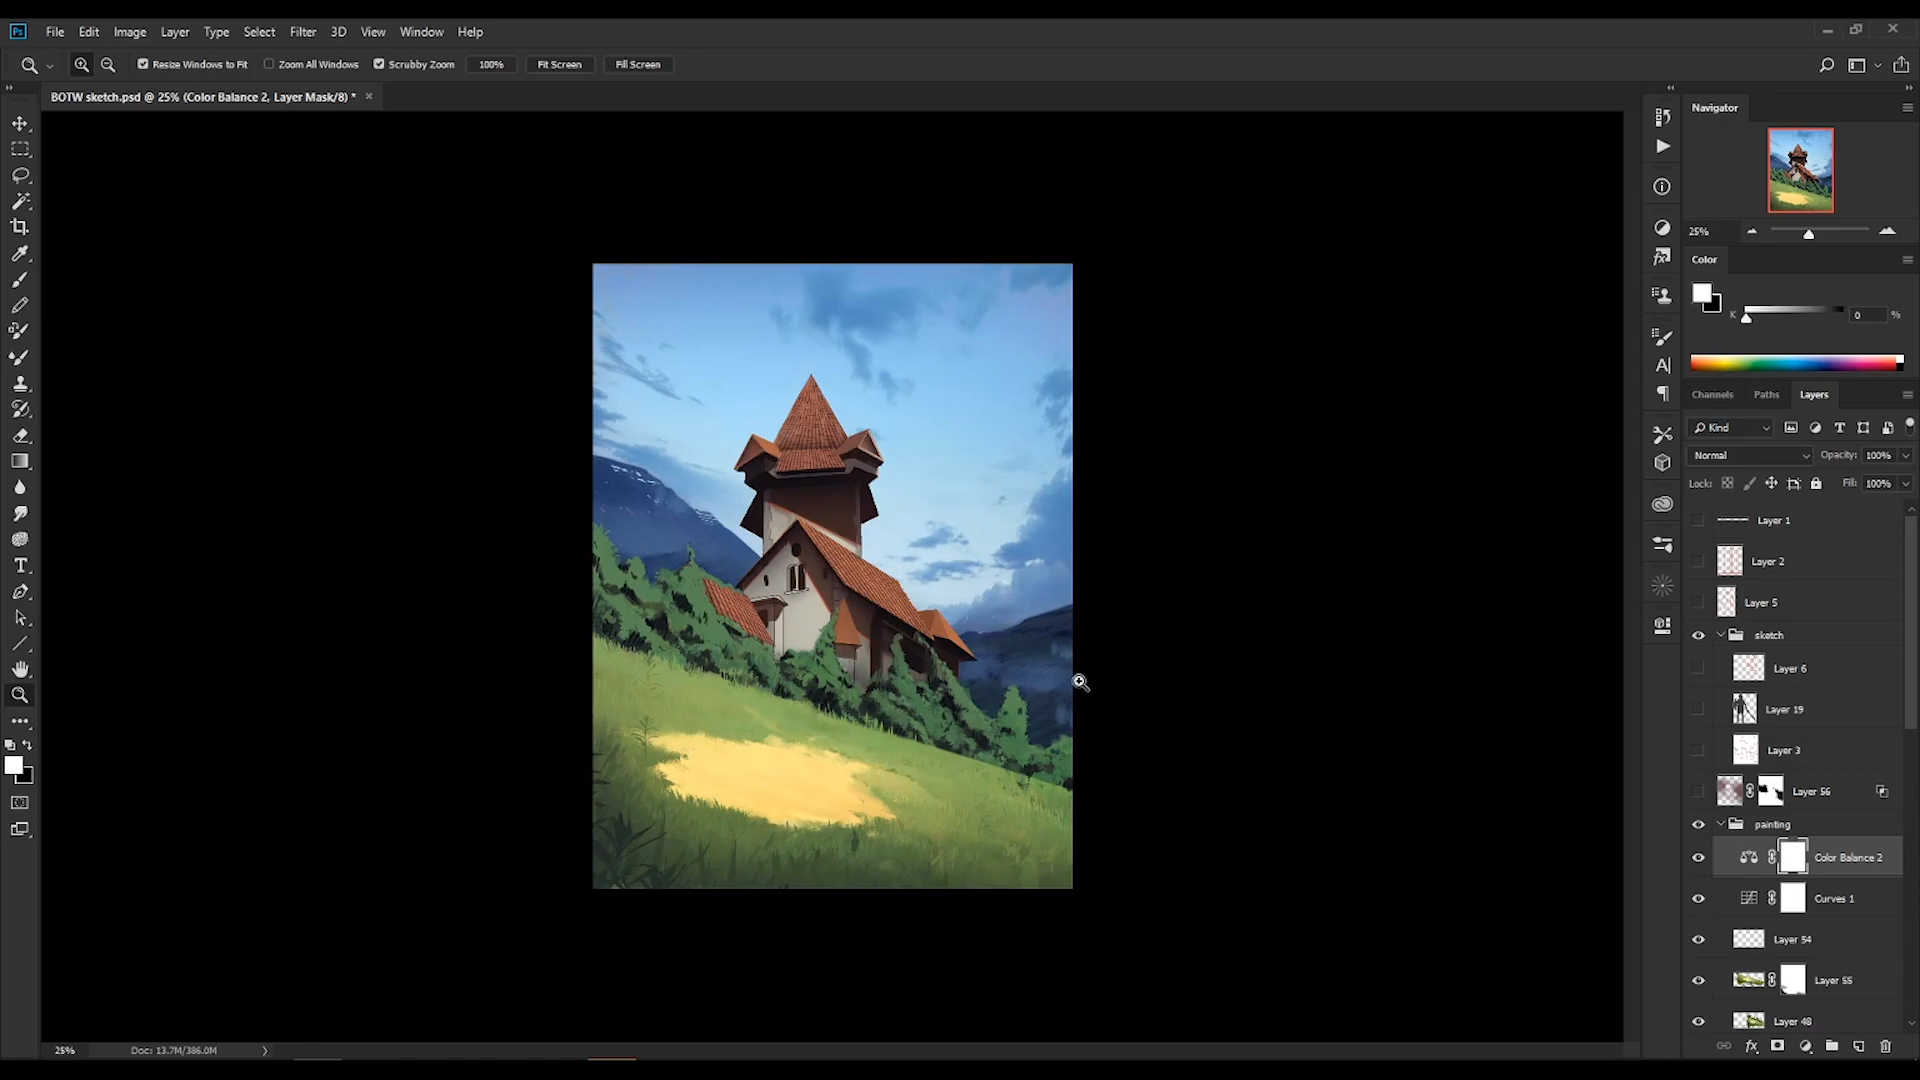 Ps File Edit Image Layer Type Select Filter 3D View Window Help
Resize Windows to Fit Zoom All Windows Scrubby Zoom 100% Fit Screen Fill Screen
BOTW sketch.psd @ 25% (Color Balance 2, Layer Mask/8) *
Navigator
25%
Color
K 0 %
Channels Paths Layers
Kind
Normal Opacity: 100%
Lock: Fill: 100%
Layer 1
Layer 2
Layer 5
sketch
Layer 6
Layer 19
Layer 3
Layer 56
painting
Color Balance 2
Curves 1
Layer 54
Layer 55
Layer 48
25% Doc: 13.7M/386.0M